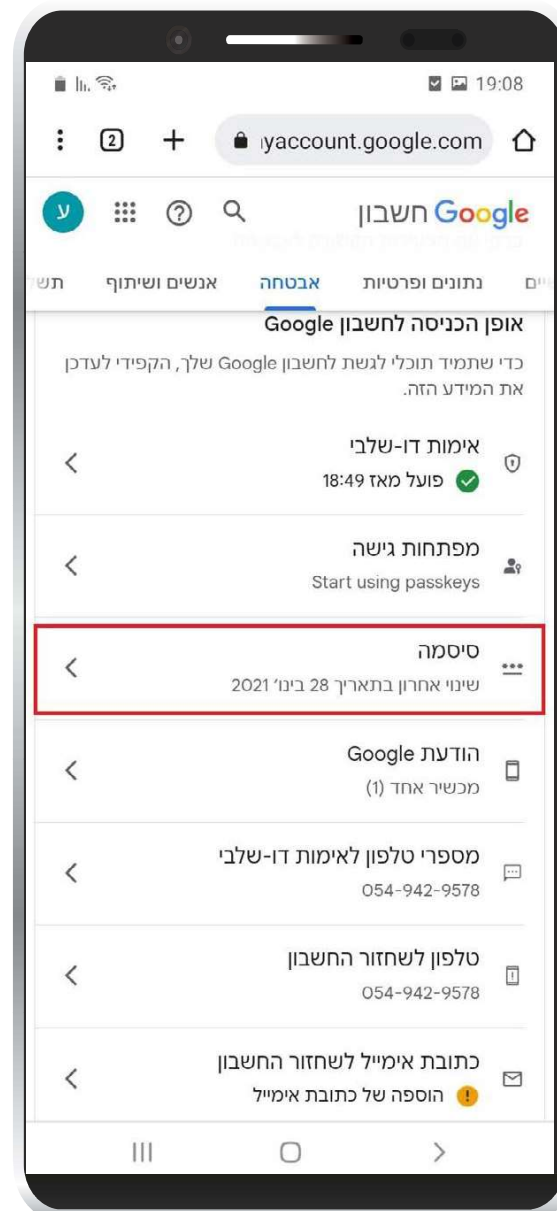 19:08
2
yaccount.google.com
חשבון Google
ע
נתונים ופרטיות
אבטחה
אנשים ושיתוף
אופן הכניסה לחשבון Google
כדי שתמיד תוכלי לגשת לחשבון Google שלך, הקפידי לעדכן
את המידע הזה.
אימות דו-שלבי
פועל מאז 18:49
מפתחות גישה
Start using passkeys
סיסמה
שינוי אחרון בתאריך 28 בינו׳ 2021
הודעת Google
מכשיר אחד (1)
מספרי טלפון לאימות דו-שלבי
054-942-9578
טלפון לשחזור החשבון
054-942-9578
כתובת אימייל לשחזור החשבון
הוספה של כתובת אימייל